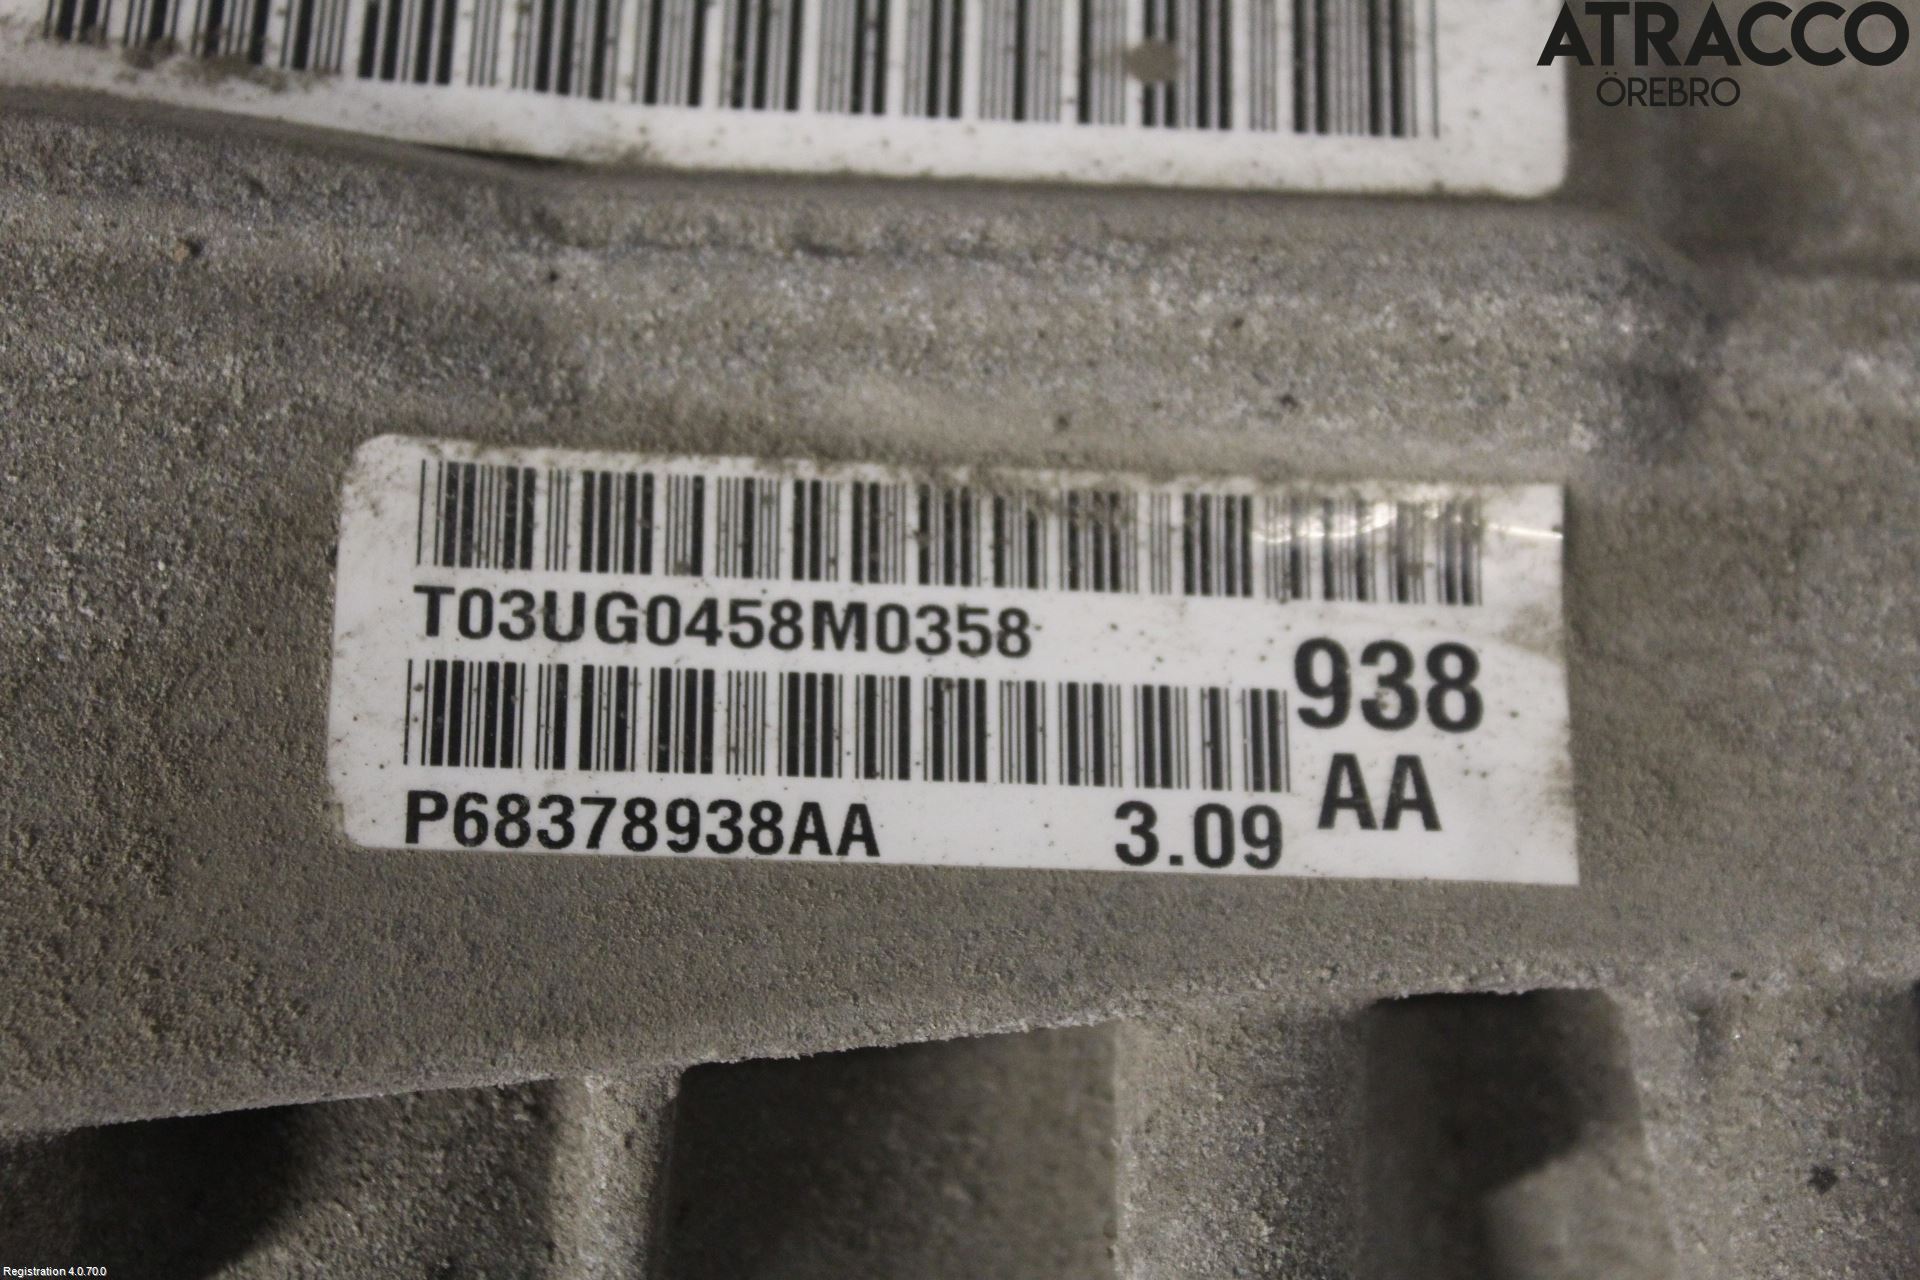 ATRACCO
ÖREBRO
T03UG0458M0358
938
AA
P68378938AA 3.09
Registration 4.0.70.0